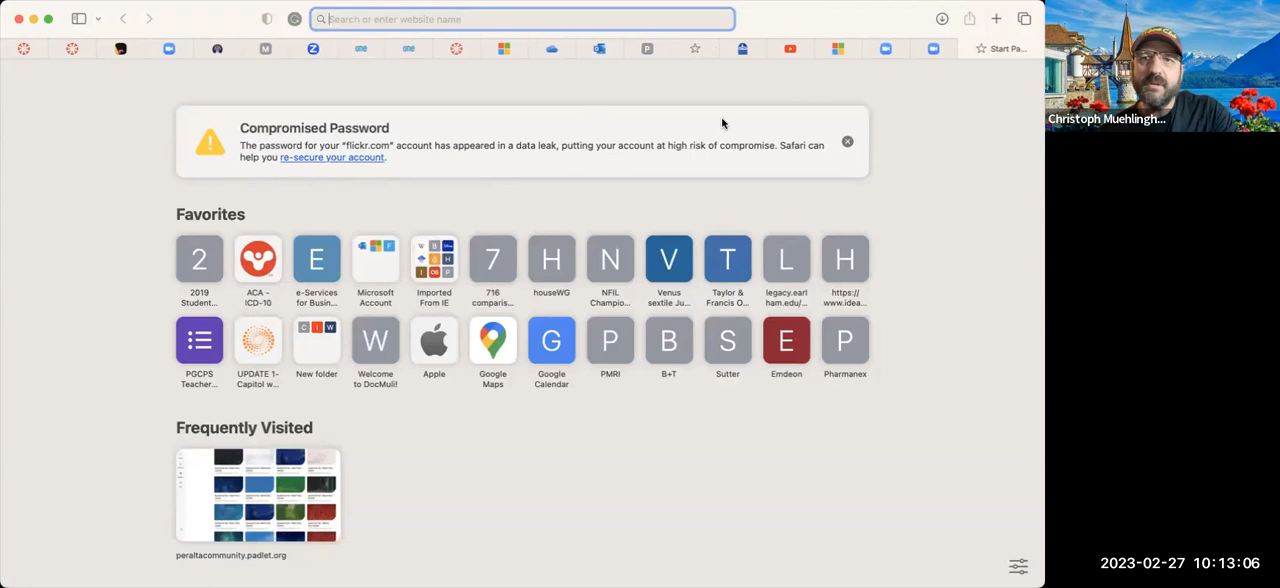 Search or enter website name
M
Z
one
one
P
Start Pa...
Christoph Muehlingh...
Compromised Password
The password for your “flickr.com” account has appeared in a data leak, putting your account at high risk of compromise. Safari can
help you re-secure your account.
Favorites
2
E
7
H
N
V
T
L
H
2019 Student...
ACA - ICD-10
e-Services for Busin...
Microsoft Account
Imported From IE
716 comparis...
houseWG
NFIL Champio...
Venus sextile Ju...
Taylor & Francis O...
legacy.earlham.edu/...
https://www.idea...
C I W
W
G
P
B
S
E
P
PGCPS Teacher...
UPDATE 1-Capitol w...
New folder
Welcome to DocMuli!
Apple
Google Maps
Google Calendar
PMRI
B+T
Sutter
Emdeon
Pharmanex
Frequently Visited
peraltacommunity.padlet.org
2023-02-27 10:13:06